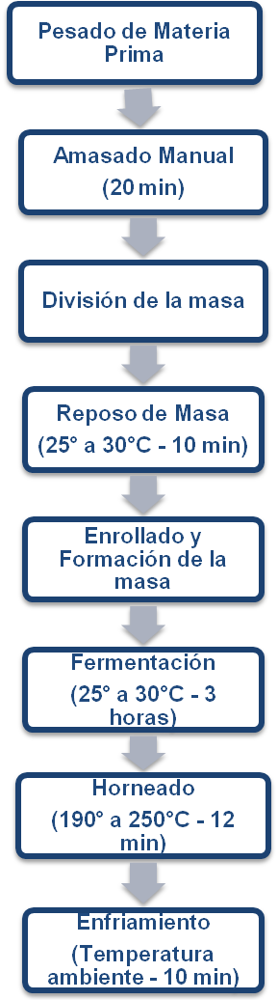 Pesado de Materia
Prima
Amasado Manual
(20 min)
División de la masa
Reposo de Masa
(25° a 30°C - 10 min)
Enrollado y
Formación de la
masa
Fermentación
(25° a 30°C - 3
horas)
Horneado
(190° a 250°C - 12
min)
Enfriamiento
(Temperatura
ambiente - 10 min)